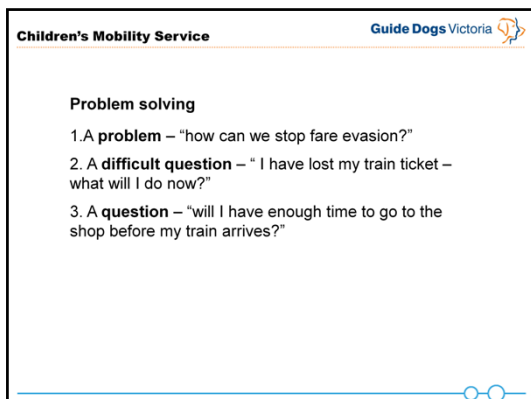 Children's Mobility Service
Guide Dogs Victoria
Problem solving
1.A problem – “how can we stop fare evasion?”
2. A difficult question – “ I have lost my train ticket –
what will I do now?”
3. A question – “will I have enough time to go to the
shop before my train arrives?”